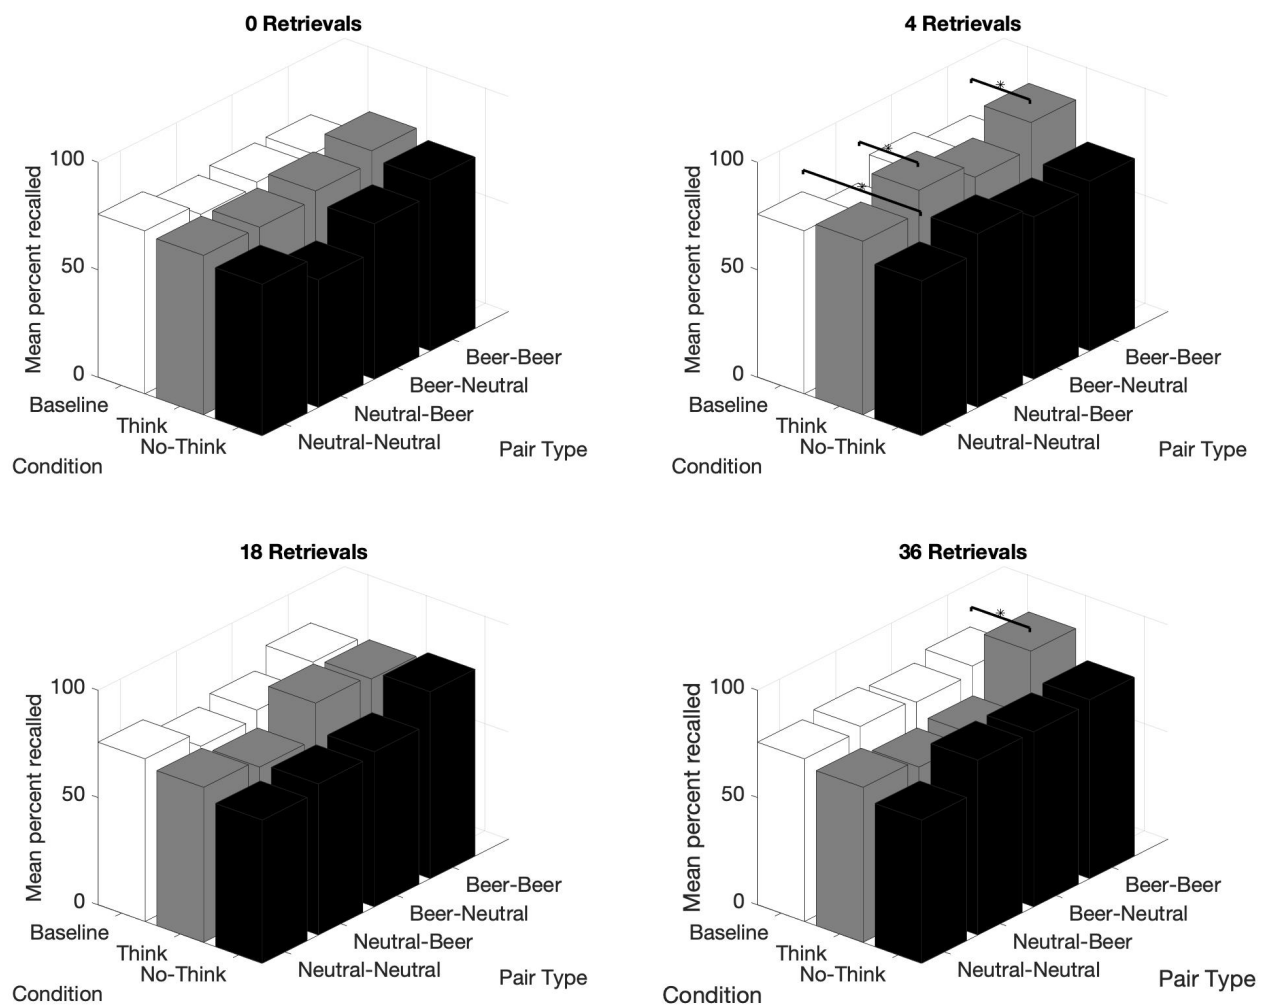 0 Retrievals
Mean percent recalled
100
50
0
Baseline
Think
No-Think
Condition
Beer-Beer
Beer-Neutral
Neutral-Beer
Neutral-Neutral
Pair Type
4 Retrievals
Mean percent recalled
100
50
0
*
*
*
Baseline
Think
No-Think
Condition
Beer-Beer
Beer-Neutral
Neutral-Beer
Neutral-Neutral
Pair Type
18 Retrievals
Mean percent recalled
100
50
0
Baseline
Think
No-Think
Condition
Beer-Beer
Beer-Neutral
Neutral-Beer
Neutral-Neutral
Pair Type
36 Retrievals
Mean percent recalled
100
50
0
*
Baseline
Think
No-Think
Condition
Beer-Beer
Beer-Neutral
Neutral-Beer
Neutral-Neutral
Pair Type